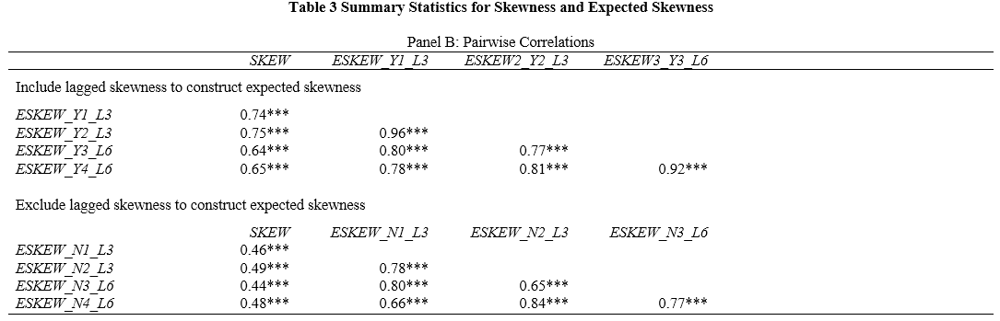 Table 3 Summary Statistics for Skewness and Expected Skewness
Panel B: Pairwise Correlations
SKEW ESKEW_Y1_L3 ESKEW2_Y2_L3 ESKEW3_Y3_L6
Include lagged skewness to construct expected skewness
ESKEW_Y1_L3 0.74***
ESKEW_Y2_L3 0.75*** 0.96***
ESKEW_Y3_L6 0.64*** 0.80*** 0.77***
ESKEW_Y4_L6 0.65*** 0.78*** 0.81*** 0.92***
Exclude lagged skewness to construct expected skewness
SKEW ESKEW_N1_L3 ESKEW_N2_L3 ESKEW_N3_L6
ESKEW_N1_L3 0.46***
ESKEW_N2_L3 0.49*** 0.78***
ESKEW_N3_L6 0.44*** 0.80*** 0.65***
ESKEW_N4_L6 0.48*** 0.66*** 0.84*** 0.77***